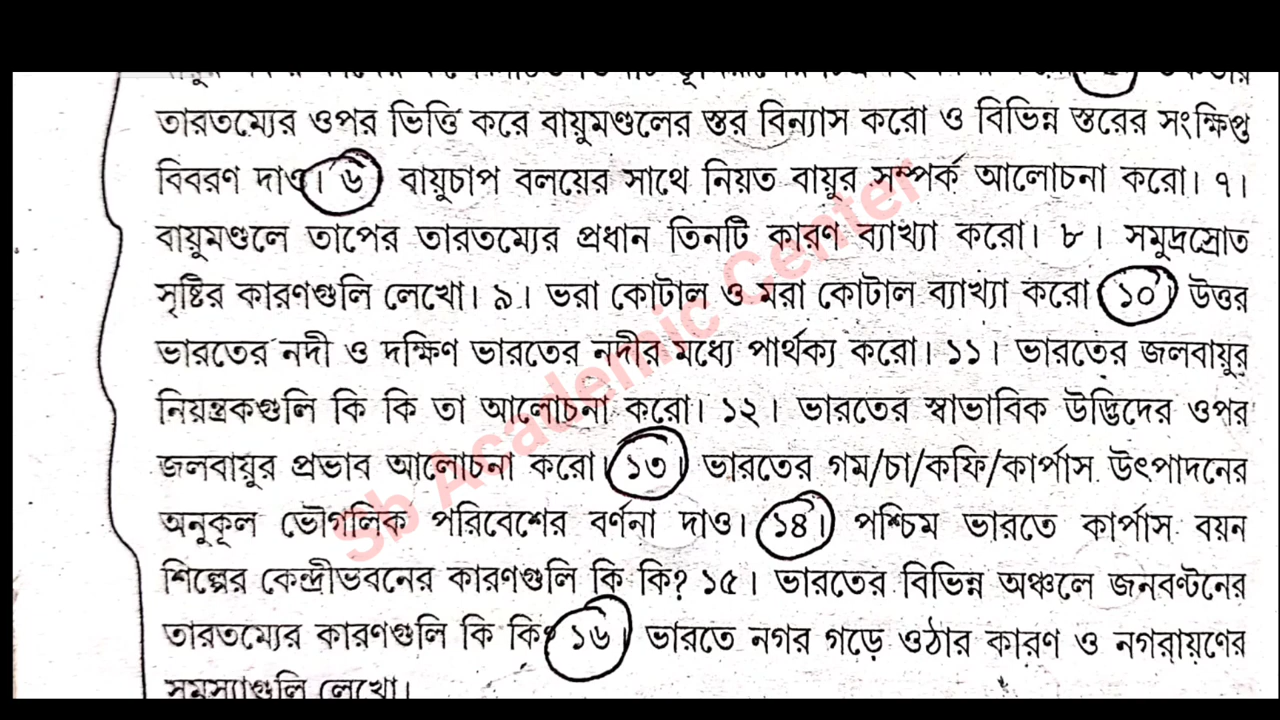 তারতম্যের ওপর ভিত্তি করে বায়ুমণ্ডলের স্তর বিন্যাস করো ও বিভিন্ন স্তরের সংক্ষিপ্ত
বিবরণ দাও। ৬ বায়ুচাপ বলয়ের সাথে নিয়ত বায়ুর সম্পর্ক আলোচনা করো। ৭।
বায়ুমণ্ডলে তাপের তারতম্যের প্রধান তিনটি কারণ ব্যাখ্যা করো। ৮। সমুদ্রস্রোত
সৃষ্টির কারণগুলি লেখো। ৯। ভরা কোটাল ও মরা কোটাল ব্যাখ্যা করো ১০ উত্তর
ভারতের নদী ও দক্ষিণ ভারতের নদীর মধ্যে পার্থক্য করো। ১১। ভারতের জলবায়ুর
নিয়ন্ত্রকগুলি কি কি তা আলোচনা করো। ১২। ভারতের স্বাভাবিক উদ্ভিদের ওপর
জলবায়ুর প্রভাব আলোচনা করো। ১৩। ভারতের গম/চা/কফি/কার্পাস উৎপাদনের
অনুকূল ভৌগলিক পরিবেশের বর্ণনা দাও। ১৪। পশ্চিম ভারতে কার্পাস বয়ন
শিল্পের কেন্দ্রীভবনের কারণগুলি কি কি? ১৫। ভারতের বিভিন্ন অঞ্চলে জনবণ্টনের
তারতম্যের কারণগুলি কি কি? ১৬। ভারতে নগর গড়ে ওঠার কারণ ও নগরায়ণের
সমস্যাগুলি লেখো।
Sb Academic Center